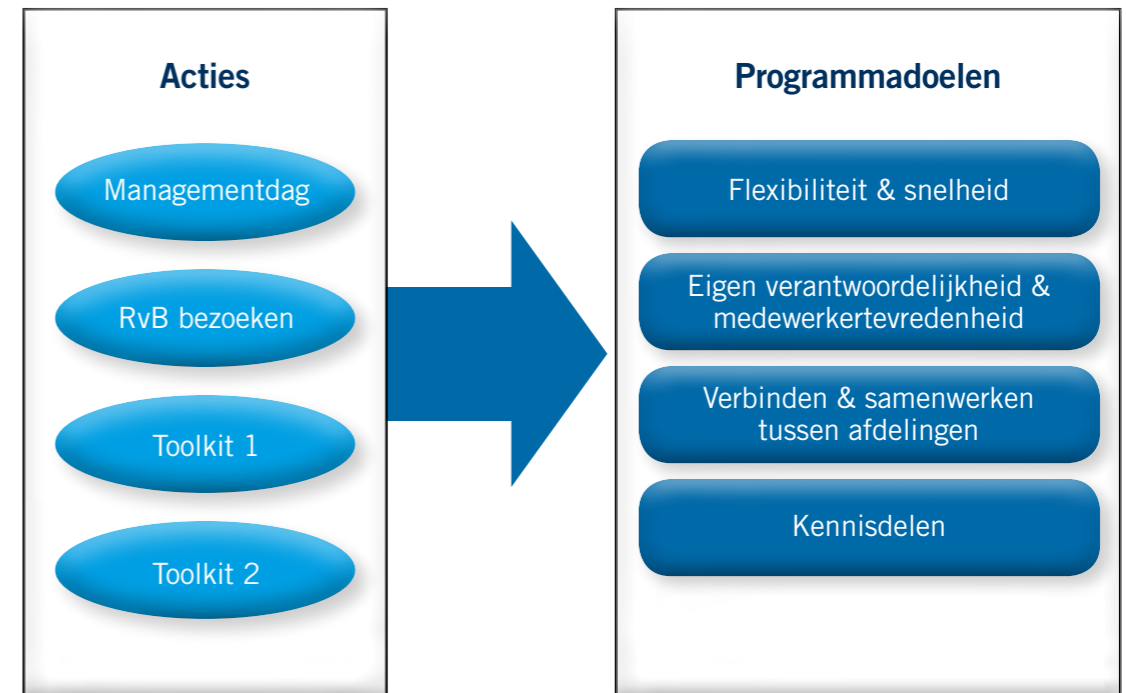 Acties
Managementdag
RvB bezoeken
Toolkit 1
Toolkit 2
Programmadoelen
Flexibiliteit & snelheid
Eigen verantwoordelijkheid &
medewerkertevredenheid
Verbinden & samenwerken
tussen afdelingen
Kennisdelen